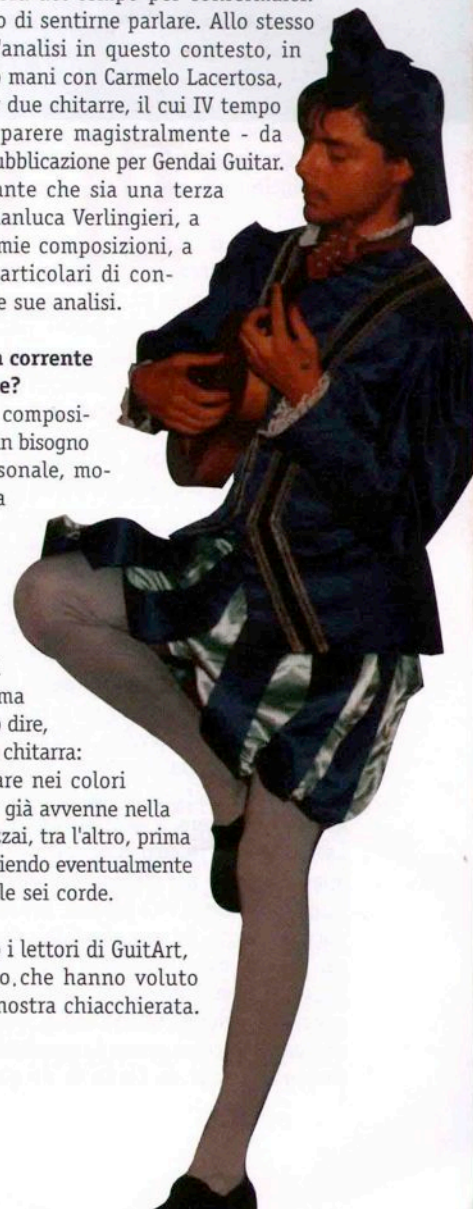 o di sentirne parlare. Allo stesso
'analisi in questo contesto, in
mani con Carmelo Lacertosa,
due chitarre, il cui IV tempo
parere magistralmente - da
ubblicazione per Gendai Guitar.
ante che sia una terza
anluca Verlingieri, a
mie composizioni, a
articolari di con-
e sue analisi.
corrente
e?
composi-
n bisogno
sonale, mo-
a
ma
dire,
chitarra:
are nei colori
già avvenne nella
zzai, tra l'altro, prima
iendo eventualmente
le sei corde.
i lettori di GuitArt,
o, che hanno voluto
nostra chiacchierata.